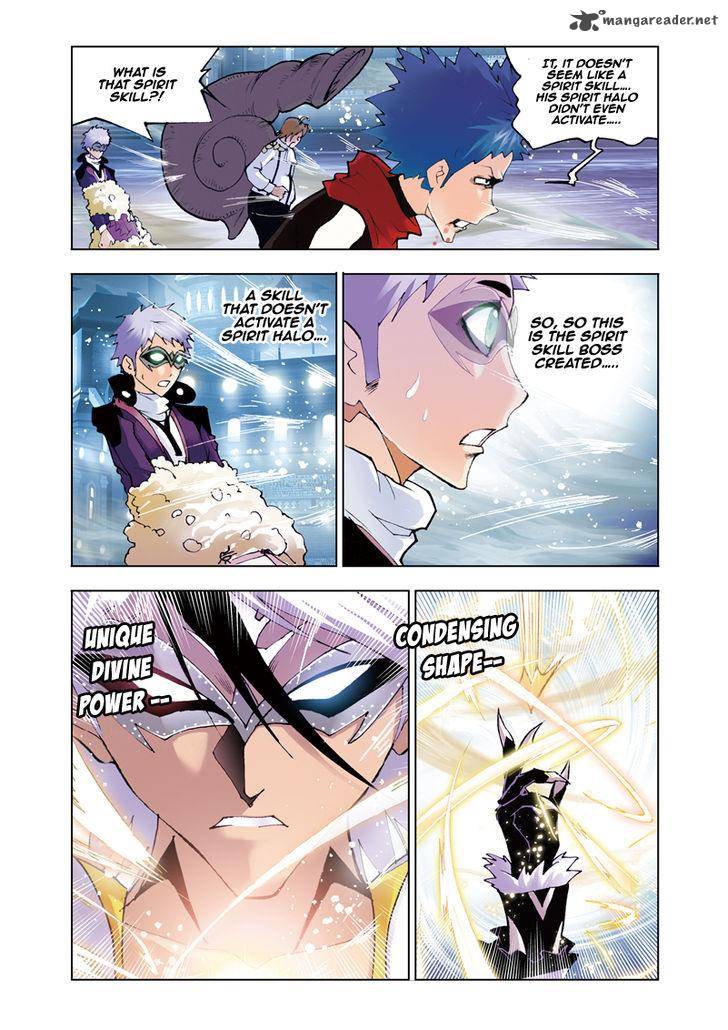 mangareader.net
WHAT IS
THAT SPIRIT
SKILL?!
IT, IT DOESN'T
SEEM LIKE A
SPIRIT SKILL....
HIS SPIRIT HALO
DIDN'T EVEN
ACTIVATE.....
A SKILL
THAT DOESN'T
ACTIVATE A
SPIRIT HALO....
SO, SO THIS
IS THE SPIRIT
SKILL BOSS
CREATED.....
UNIQUE
DIVINE
POWER --
CONDENSING
SHAPE--